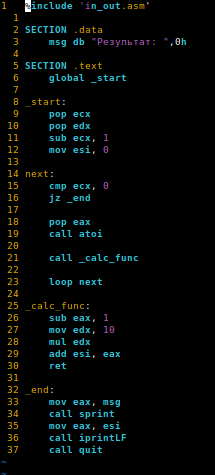 1 %include 'in_out.asm'
1
2 SECTION .data
3 msg db "Результат: ",0h
4
5 SECTION .text
6 global _start
7
8 _start:
9 pop ecx
10 pop edx
11 sub ecx, 1
12 mov esi, 0
13
14 next:
15 cmp ecx, 0
16 jz _end
17
18 pop eax
19 call atoi
20
21 call _calc_func
22
23 loop next
24
25 _calc_func:
26 sub eax, 1
27 mov edx, 10
28 mul edx
29 add esi, eax
30 ret
31
32 _end:
33 mov eax, msg
34 call sprint
35 mov eax, esi
36 call iprintLF
37 call quit
~
~